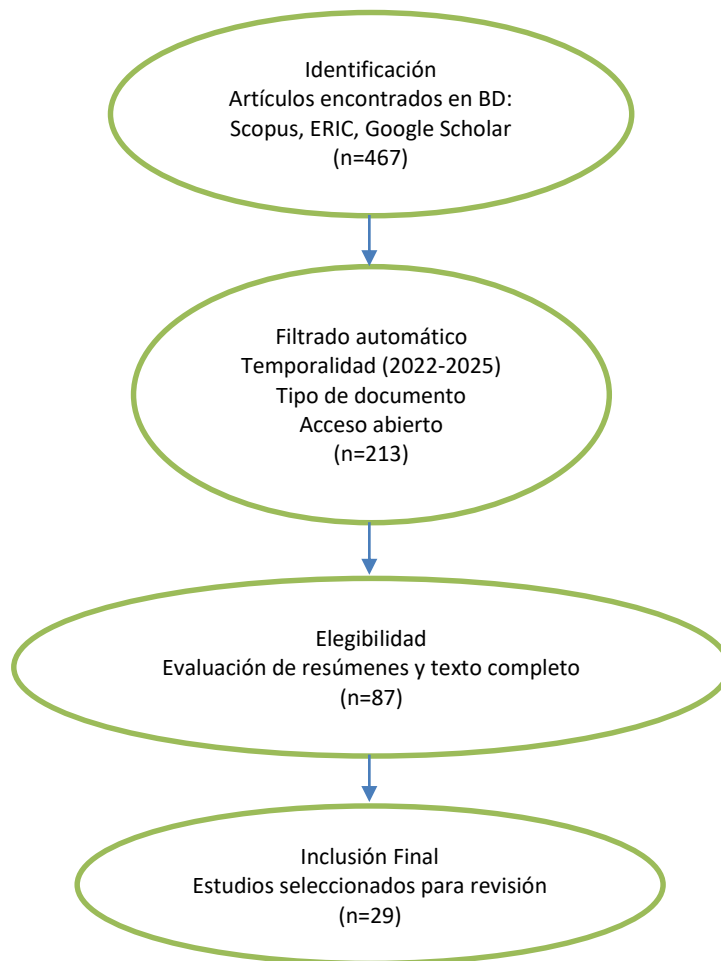 Identificación
Artículos encontrados en BD:
Scopus, ERIC, Google Scholar
(n=467)
Filtrado automático
Temporalidad (2022-2025)
Tipo de documento
Acceso abierto
(n=213)
Elegibilidad
Evaluación de resúmenes y texto completo
(n=87)
Inclusión Final
Estudios seleccionados para revisión
(n=29)